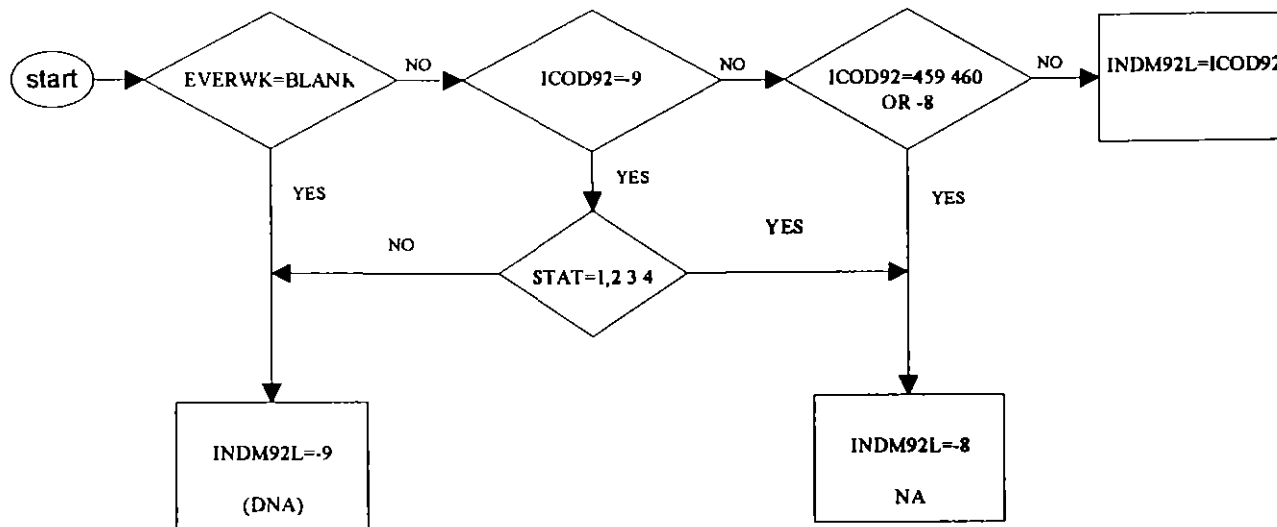 start
EVERWK=BLANK
NO
ICOD92=-9
NO
ICOD92=459 460
OR -8
NO
INDM92L=ICOD92
YES
YES
YES
NO
YES
STAT=1,2 3 4
INDM92L=-9
(DNA)
INDM92L=-8
NA